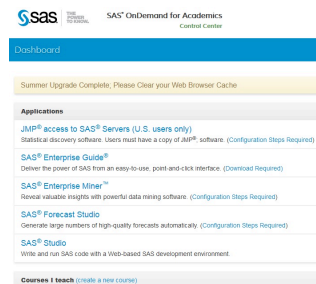 sas
THE POWER TO KNOW.
SAS® OnDemand for Academics
Control Center
Dashboard
Summer Upgrade Complete; Please Clear your Web Browser Cache
Applications
JMP® access to SAS® Servers (U.S. users only)
Statistical discovery software. Users must have a copy of JMP®; software. (Configuration Steps Required)
SAS® Enterprise Guide®
Deliver the power of SAS from an easy-to-use, point-and-click interface. (Download Required)
SAS® Enterprise Miner™
Reveal valuable insights with powerful data mining software. (Configuration Steps Required)
SAS® Forecast Studio
Generate large numbers of high-quality forecasts automatically. (Configuration Steps Required)
SAS® Studio
Write and run SAS code with a Web-based SAS development environment.
Courses I teach (create a new course)